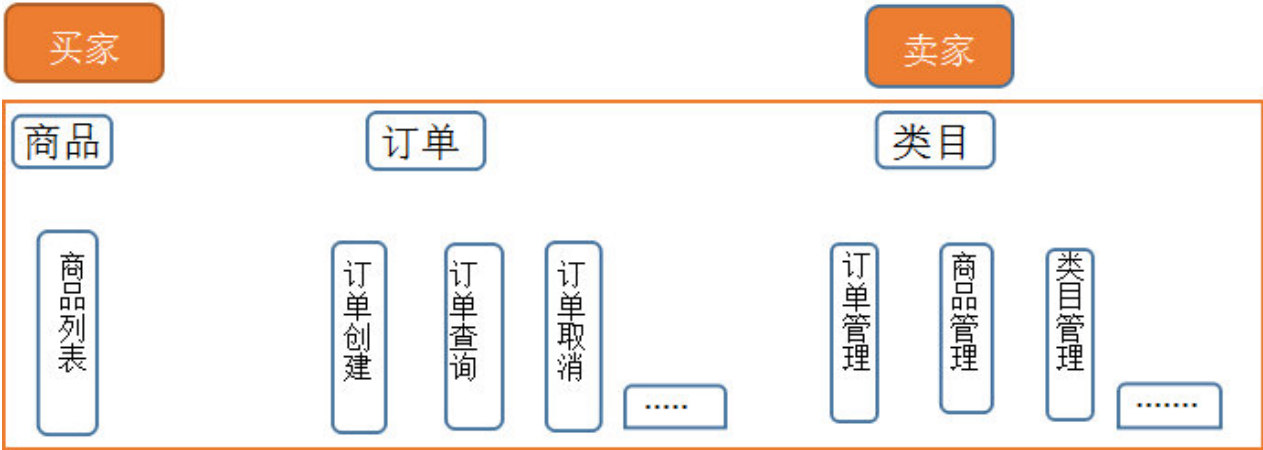 买家
卖家
商品
订单
类目
商品列表
订单创建
订单查询
订单取消
.....
订单管理
商品管理
类目管理
.......